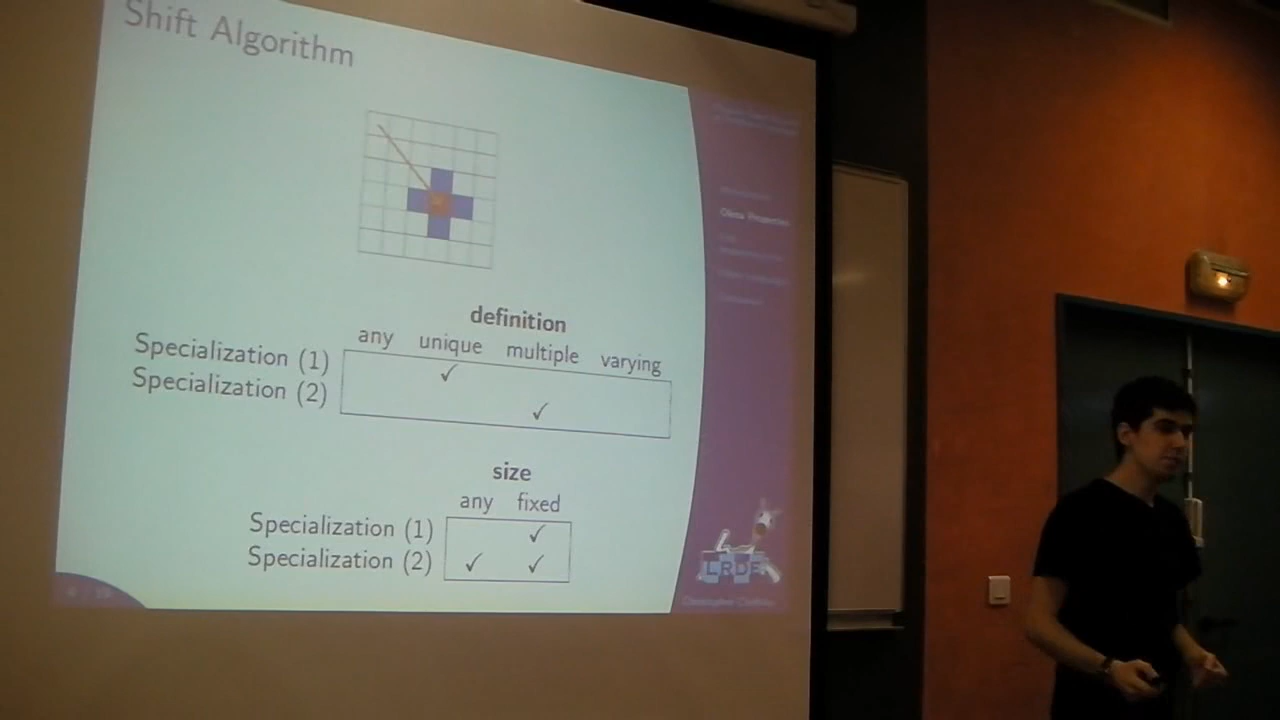 Shift Algorithm
definition
any unique multiple varying
Specialization (1) ✓
Specialization (2) ✓
size
any fixed
Specialization (1) ✓
Specialization (2) ✓ ✓
LRDE